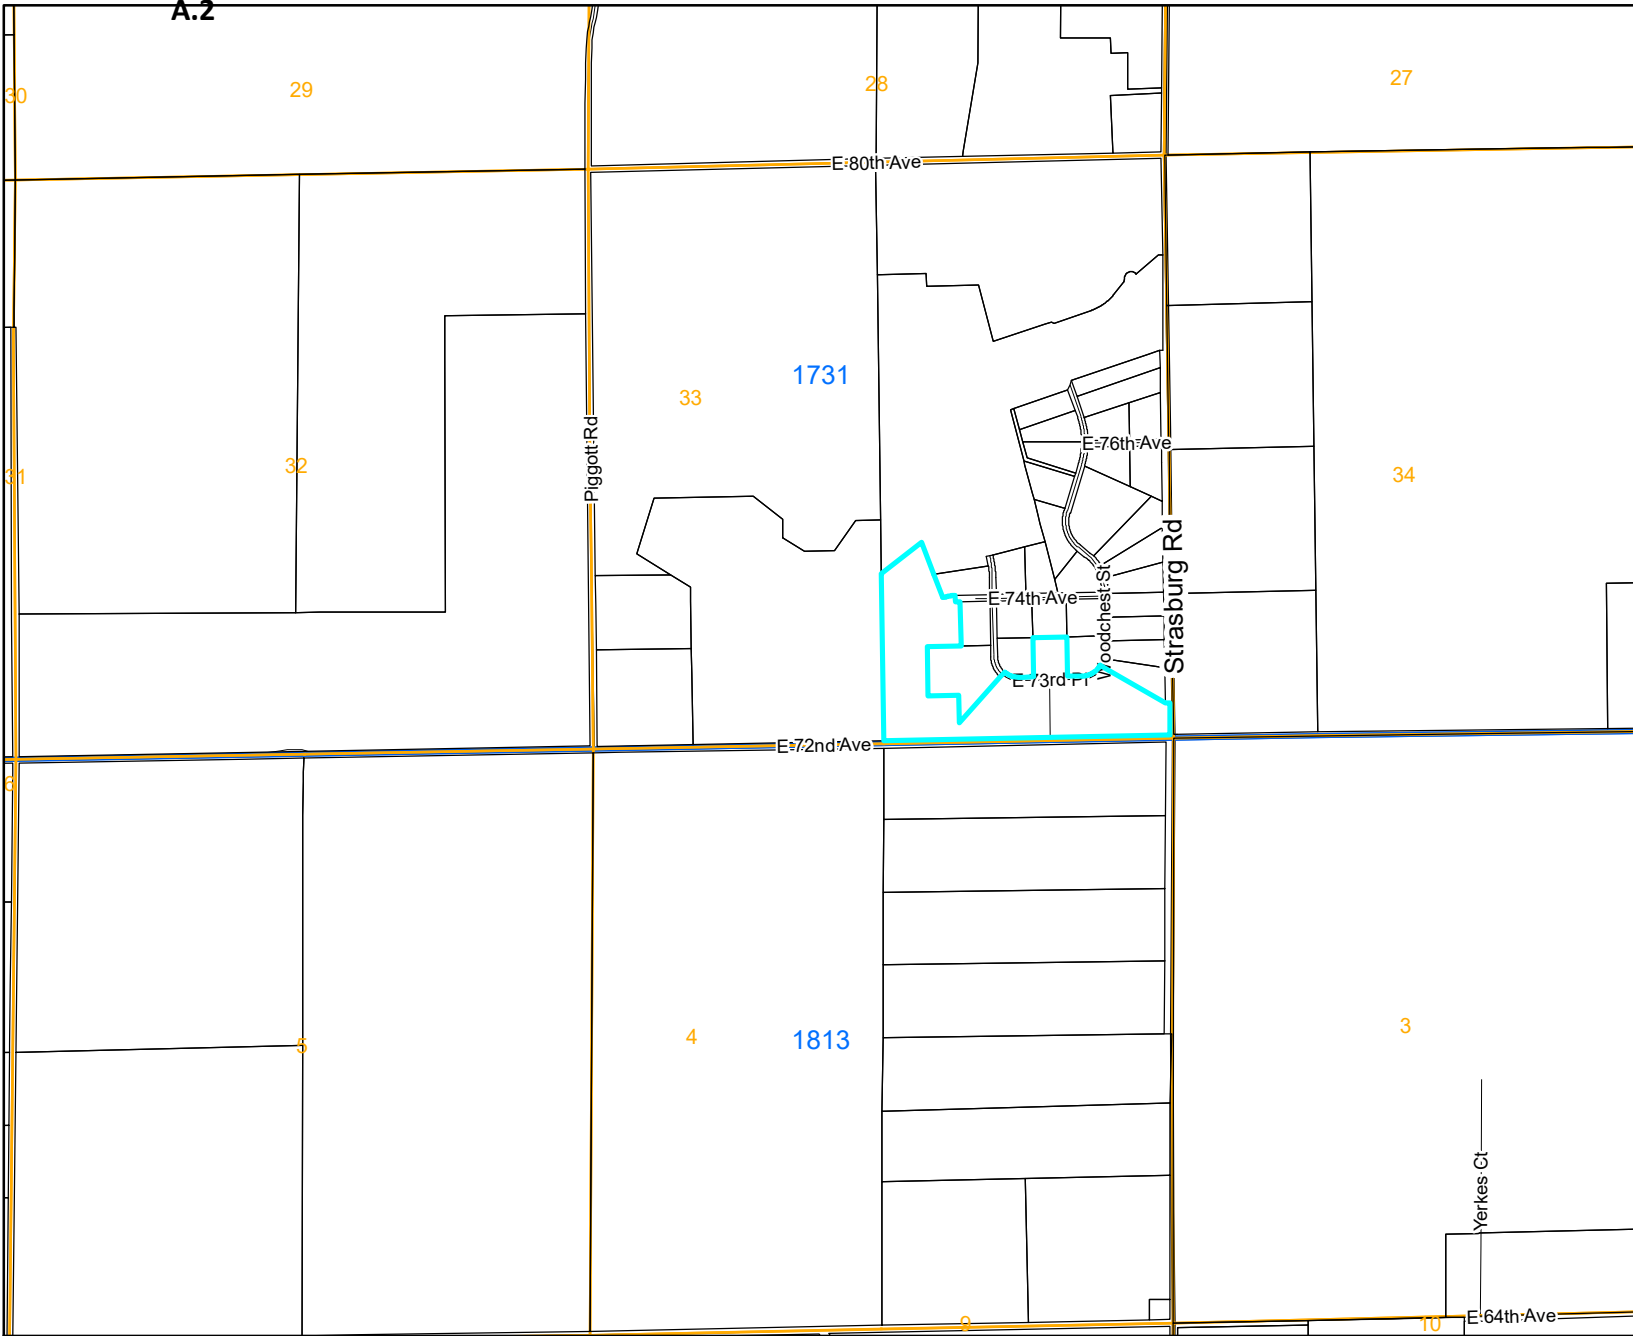 A.2
30
29
28
27
E 80th Ave
1731
33
Piggott Rd
E 76th Ave
31
32
34
Strasburg Rd
E 74th Ave
Woodchest St
E 73rd Pl
E 72nd Ave
6
5
4
1813
3
Yerkes Ct
9
10
E 64th Ave